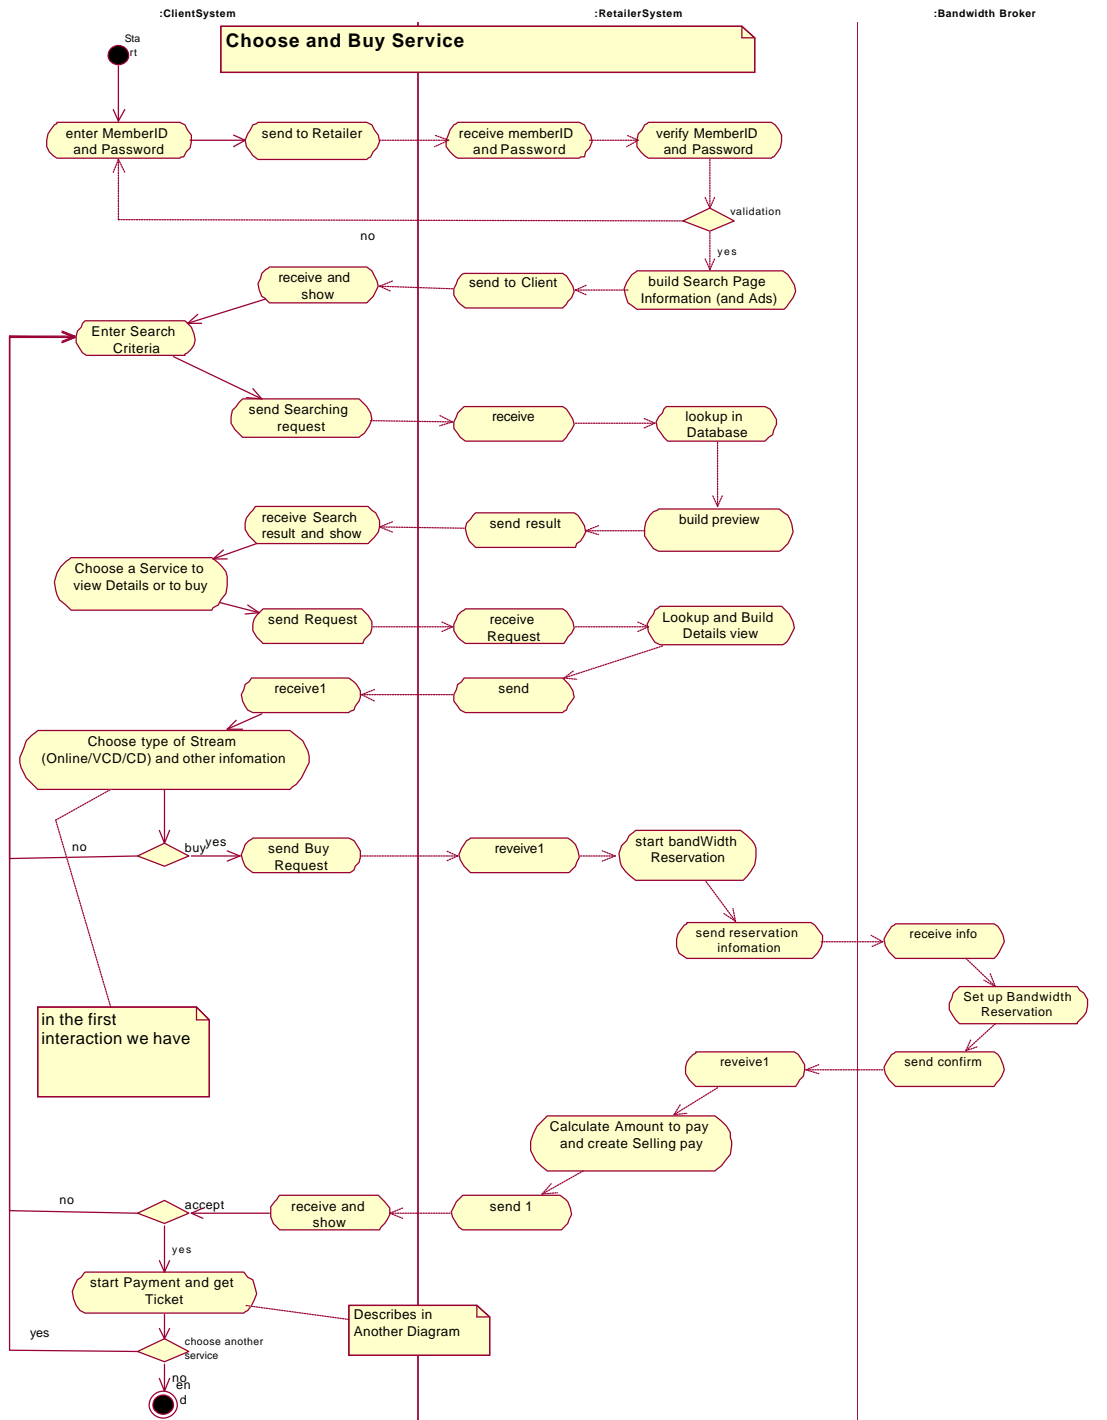 :ClientSystem
:RetailerSystem
:Bandwidth Broker
Choose and Buy Service
Sta
rt
enter MemberID
and Password
send to Retailer
receive memberID
and Password
verify MemberID
and Password
validation
no
yes
receive and
show
send to Client
build Search Page
Information (and Ads)
Enter Search
Criteria
send Searching
request
receive
lookup in
Database
receive Search
result and show
send result
build preview
Choose a Service to
view Details or to buy
send Request
receive
Request
Lookup and Build
Details view
receive1
send
Choose type of Stream
(Online/VCD/CD) and other infomation
no
buy
yes
send Buy
Request
reveive1
start bandWidth
Reservation
send reservation
infomation
receive info
Set up Bandwidth
Reservation
in the first
interaction we have
reveive1
send confirm
Calculate Amount to pay
and create Selling pay
no
accept
receive and
show
send 1
yes
start Payment and get
Ticket
Describes in
Another Diagram
yes
choose another
service
no
en
d